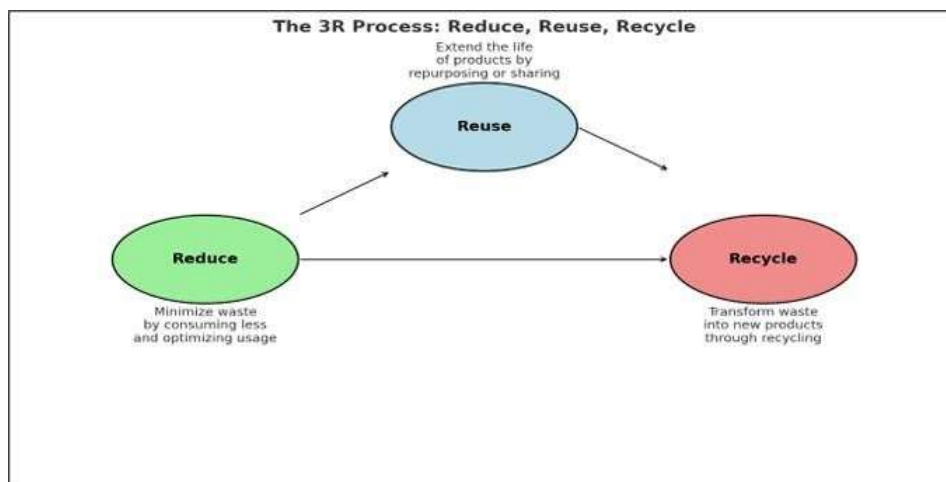 The 3R Process: Reduce, Reuse, Recycle
Extend the life
of products by
repurposing or sharing
Reuse
Reduce
Recycle
Minimize waste
by consuming less
and optimizing usage
Transform waste
into new products
through recycling